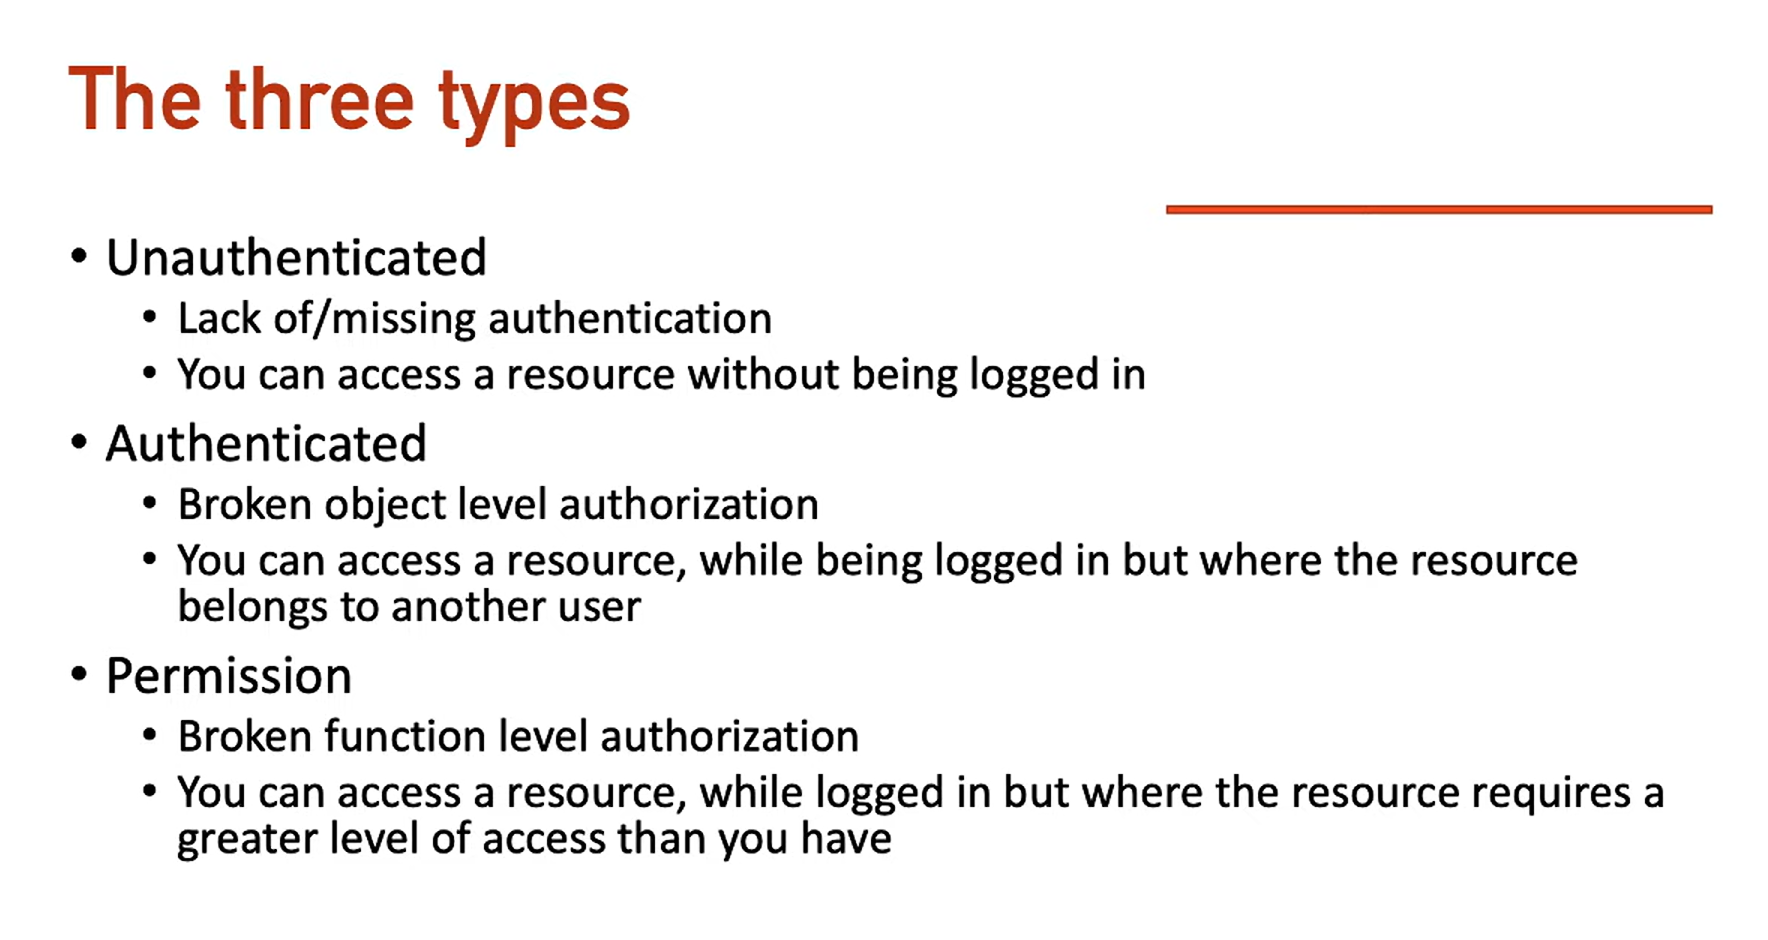 The three types
• Unauthenticated
• Lack of/missing authentication
• You can access a resource without being logged in
• Authenticated
• Broken object level authorization
• You can access a resource, while being logged in but where the resource
belongs to another user
• Permission
• Broken function level authorization
• You can access a resource, while logged in but where the resource requires a
greater level of access than you have